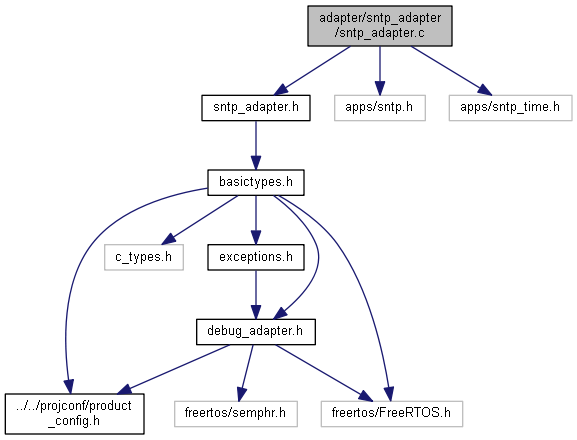 adapter/sntp_adapter
/sntp_adapter.c
sntp_adapter.h
apps/sntp.h
apps/sntp_time.h
basictypes.h
c_types.h
exceptions.h
debug_adapter.h
../../projconf/product
_config.h
freertos/semphr.h
freertos/FreeRTOS.h